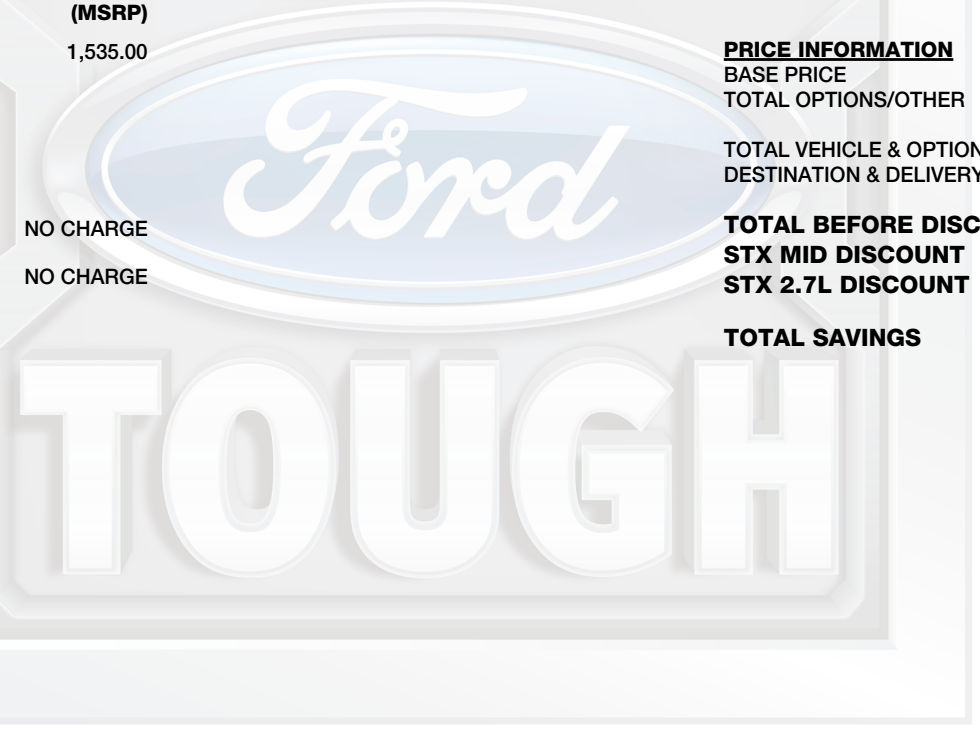 (MSRP)
1,535.00
NO CHARGE
NO CHARGE
PRICE INFORMATION
BASE PRICE
TOTAL OPTIONS/OTHER
TOTAL VEHICLE & OPTION
DESTINATION & DELIVERY
TOTAL BEFORE DISC
STX MID DISCOUNT
STX 2.7L DISCOUNT
TOTAL SAVINGS
Ford
TOUGH